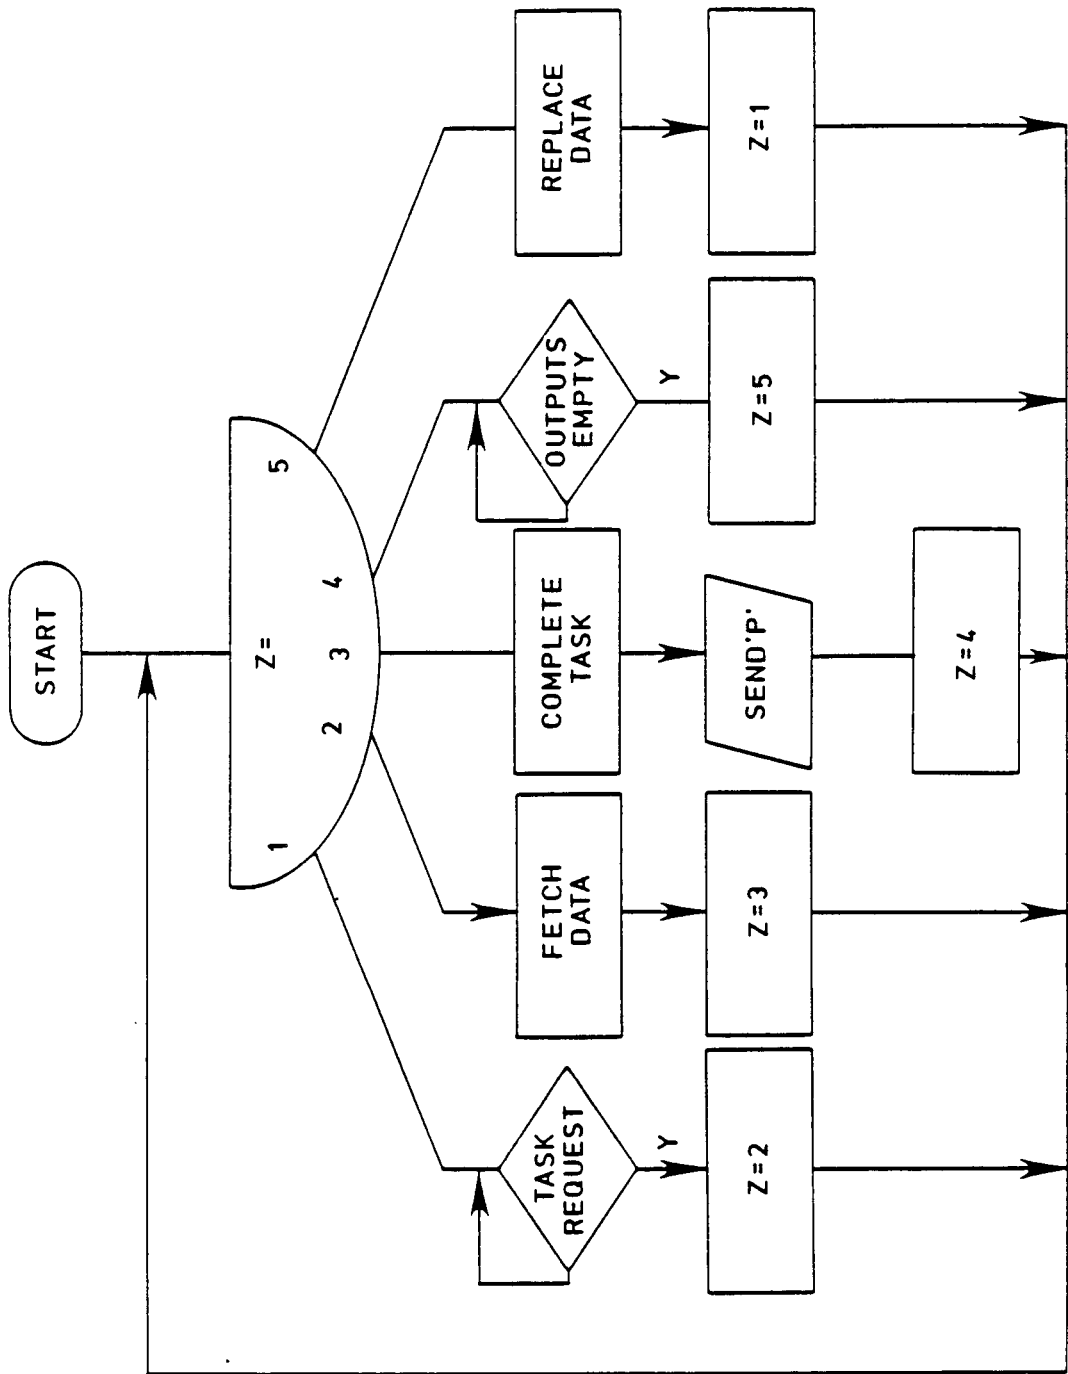 START
Z=
1
2
3
4
5
TASK
REQUEST
Y
Z=2
FETCH
DATA
Z=3
COMPLETE
TASK
SEND'P'
Z=4
OUTPUTS
EMPTY
Y
Z=5
REPLACE
DATA
Z=1